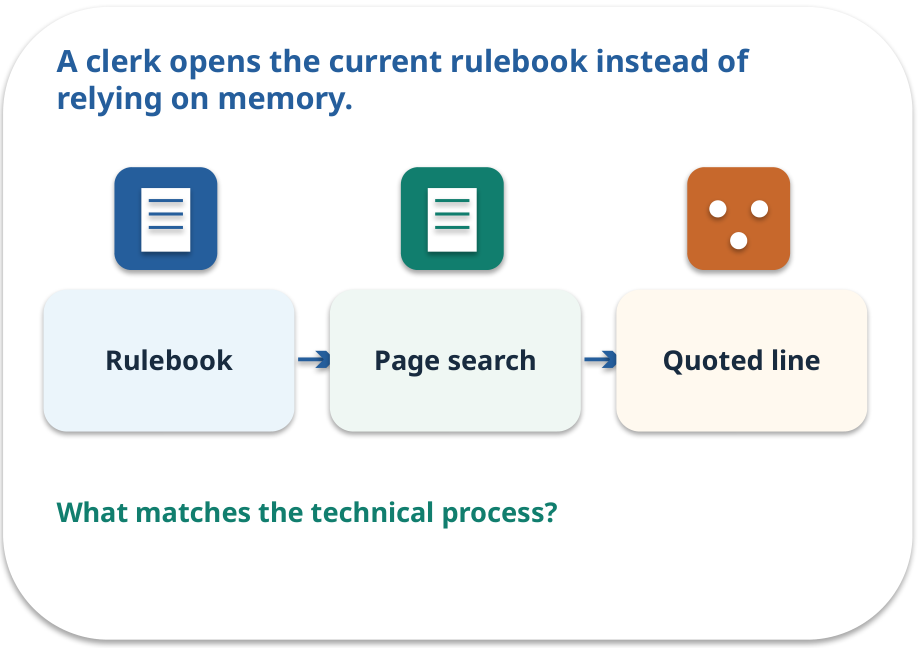 A clerk opens the current rulebook instead of
relying on memory.
Rulebook
Page search
Quoted line
What matches the technical process?